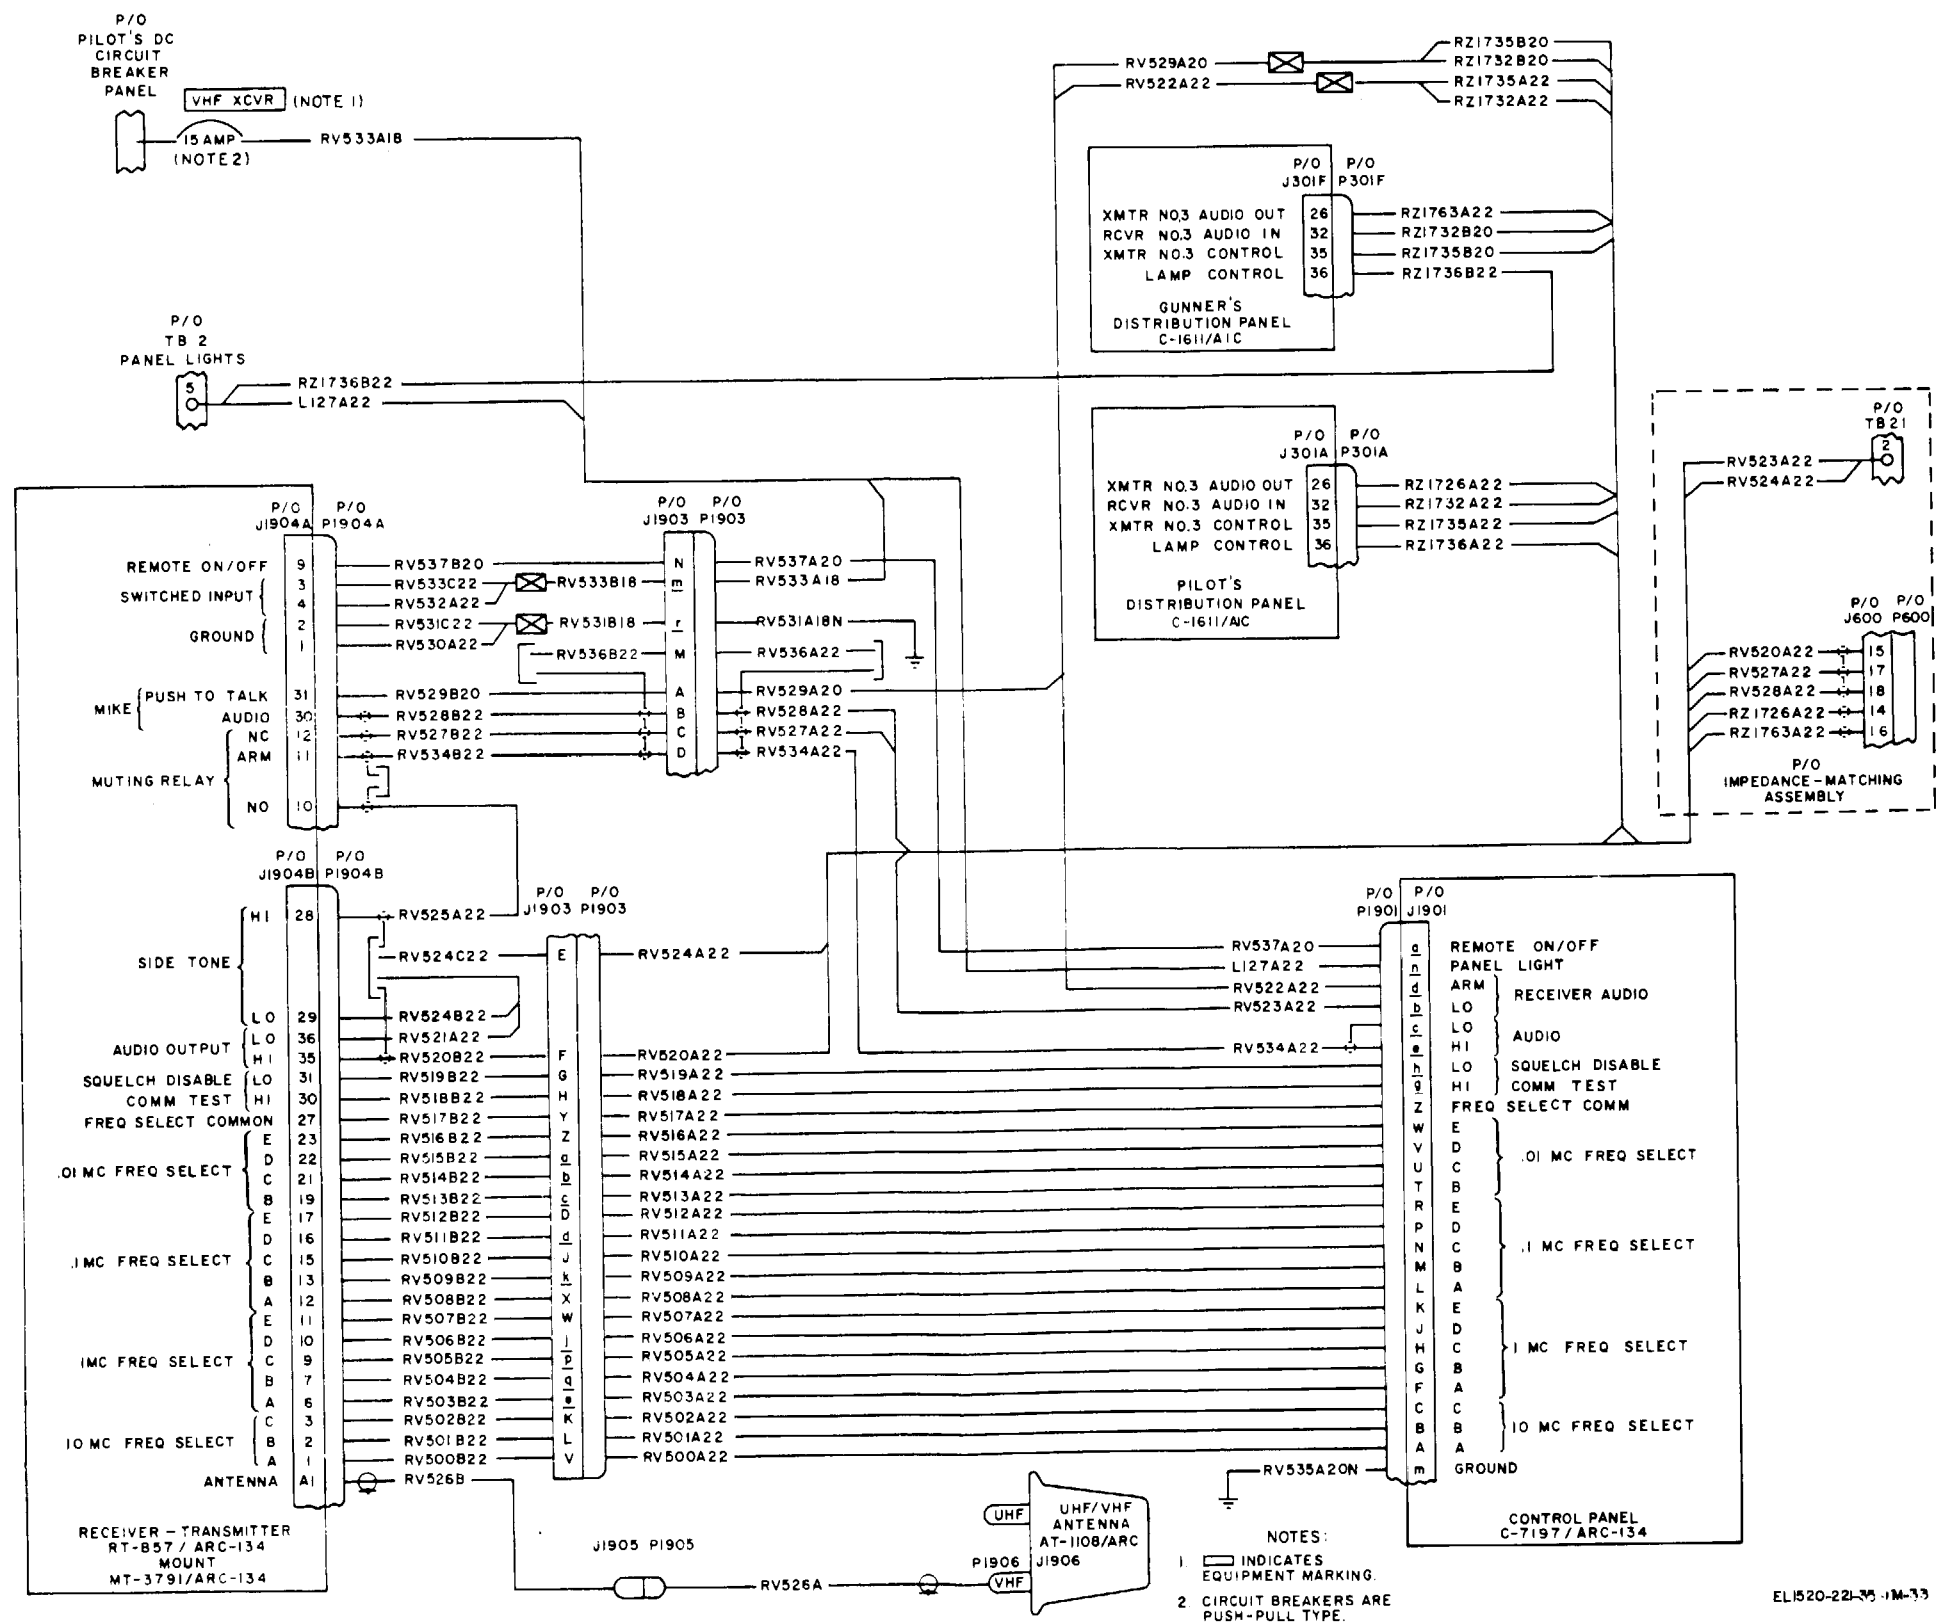 P/O
PILOT'S DC
CIRCUIT
BREAKER
PANEL
VHF XCVR (NOTE 1)
15 AMP RV533A18
(NOTE 2)
P/O
TB 2
PANEL LIGHTS
5
RZ1736B22
L127A22
RV529A20
RV522A22
RZ1735B20
RZ1732B20
RZ1735A22
RZ1732A22
P/O P/O
J301F P301F
XMTR NO.3 AUDIO OUT 26 RZ1763A22
RCVR NO.3 AUDIO IN 32 RZ1732B20
XMTR NO.3 CONTROL 35 RZ1735B20
LAMP CONTROL 36 RZ1736B22
GUNNER'S
DISTRIBUTION PANEL
C-1611/AIC
P/O P/O
J301A P301A
XMTR NO.3 AUDIO OUT 26 RZ1726A22
RCVR NO.3 AUDIO IN 32 RZ1732A22
XMTR NO.3 CONTROL 35 RZ1735A22
LAMP CONTROL 36 RZ1736A22
PILOT'S
DISTRIBUTION PANEL
C-1611/AIC
P/O
TB21
2
RV523A22
RV524A22
P/O P/O
J600 P600
RV520A22 15
RV527A22 17
RV528A22 18
RZ1726A22 14
RZ1763A22 16
P/O
IMPEDANCE-MATCHING
ASSEMBLY
P/O P/O
J1904A P1904A
P/O P/O
J1903 P1903
REMOTE ON/OFF 9 RV537B20 N RV537A20
SWITCHED INPUT
3 RV533C22 RV533B18 m RV533A18
4 RV532A22
GROUND
2 RV531C22 RV531B18 r RV531A18N
1 RV530A22
RV536B22 M RV536A22
MIKE
PUSH TO TALK 31 RV529B20 A RV529A20
AUDIO 30 RV528B22 B RV528A22
MUTING RELAY
NC 12 RV527B22 C RV527A22
ARM 11 RV534B22 D RV534A22
NO 10
P/O P/O
J1904B P1904B
P/O P/O
J1903 P1903
SIDE TONE
HI 28 RV525A22
RV524C22 E RV524A22
LO 29 RV524B22
AUDIO OUTPUT
LO 36 RV521A22
HI 35 RV520B22 F RV520A22
SQUELCH DISABLE LO 31 RV519B22 G RV519A22
COMM TEST HI 30 RV518B22 H RV518A22
FREQ SELECT COMMON 27 RV517B22 Y RV517A22
.01 MC FREQ SELECT
E 23 RV516B22 Z RV516A22
D 22 RV515B22 a RV515A22
C 21 RV514B22 b RV514A22
B 19 RV513B22 c RV513A22
.1 MC FREQ SELECT
E 17 RV512B22 D RV512A22
D 16 RV511B22 d RV511A22
C 15 RV510B22 J RV510A22
B 13 RV509B22 k RV509A22
A 12 RV508B22 X RV508A22
1MC FREQ SELECT
E 11 RV507B22 W RV507A22
D 10 RV506B22 j RV506A22
C 9 RV505B22 p RV505A22
B 7 RV504B22 q RV504A22
A 6 RV503B22 e RV503A22
10 MC FREQ SELECT
C 3 RV502B22 K RV502A22
B 2 RV501B22 L RV501A22
A 1 RV500B22 V RV500A22
ANTENNA A1 RV526B
RECEIVER-TRANSMITTER
RT-857/ARC-134
MOUNT
MT-3791/ARC-134
P/O P/O
P1901 J1901
RV537A20 a REMOTE ON/OFF
L127A22 n PANEL LIGHT
RV522A22 d ARM
RV523A22 b LO
RECEIVER AUDIO
c LO
RV534A22 e HI
AUDIO
h LO SQUELCH DISABLE
g HI COMM TEST
Z FREQ SELECT COMM
W E
V D
U C
T B
.01 MC FREQ SELECT
R E
P D
N C
M B
L A
.1 MC FREQ SELECT
K E
J D
H C
G B
F A
1 MC FREQ SELECT
C C
B B
A A
10 MC FREQ SELECT
RV535A20N m GROUND
CONTROL PANEL
C-7197/ARC-134
J1905 P1905
RV526A
UHF
UHF/VHF
ANTENNA
AT-1108/ARC
P1906 J1906
VHF
NOTES:
1. INDICATES
EQUIPMENT MARKING.
2 CIRCUIT BREAKERS ARE
PUSH-PULL TYPE.
EL1520-221-35-1M-33